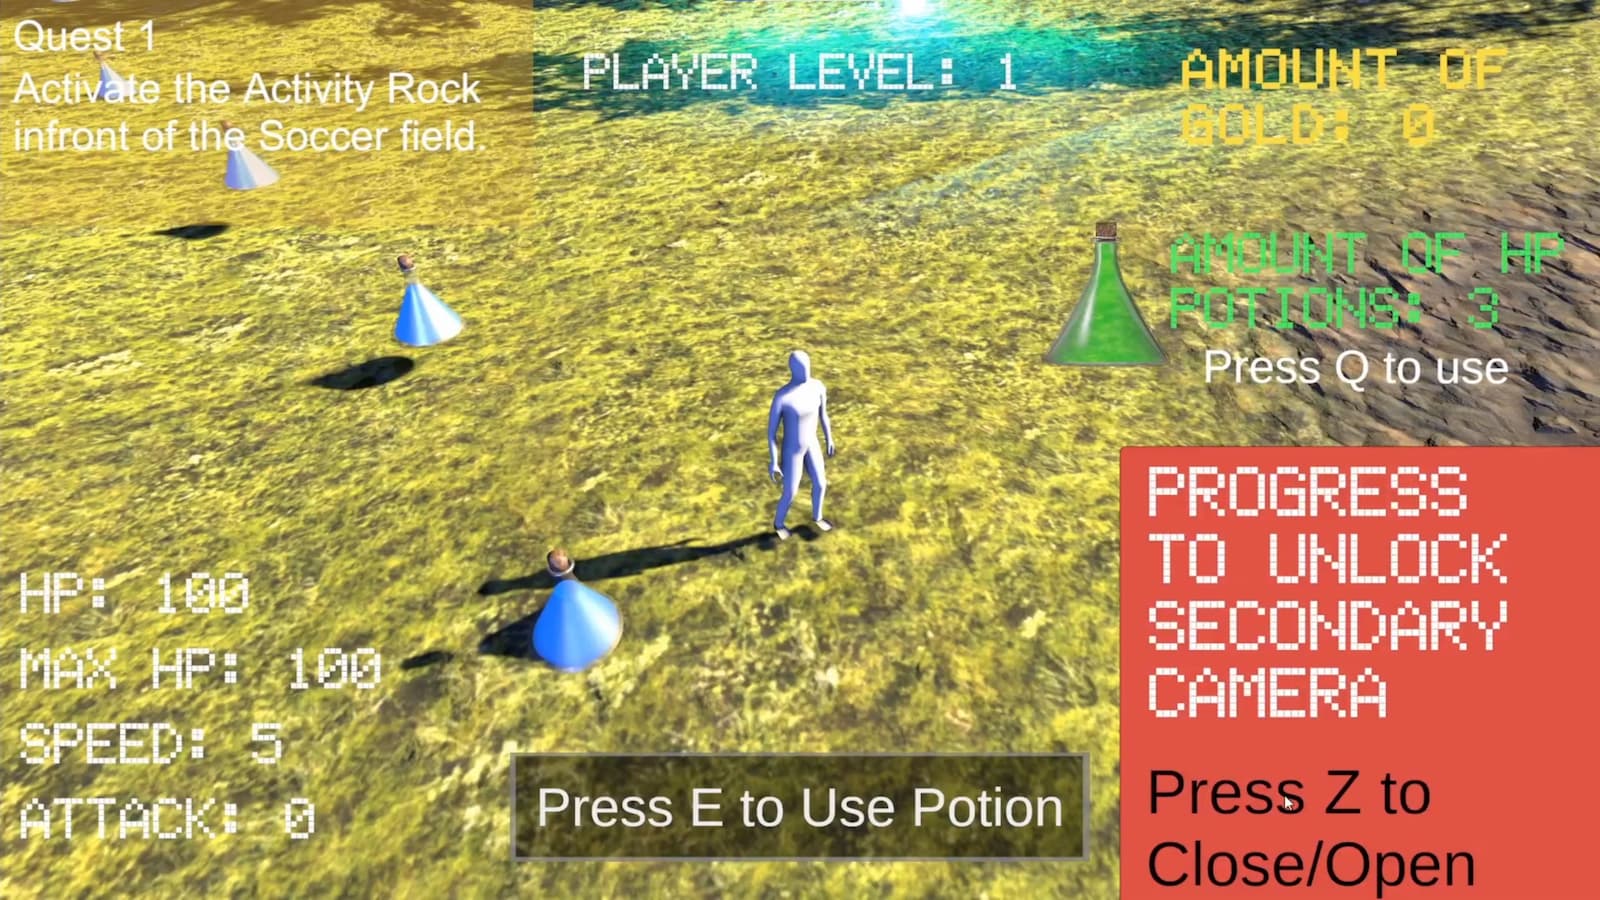 Quest 1
Activate the Activity Rock
infront of the Soccer field.
PLAYER LEVEL: 1
AMOUNT OF
GOLD: 0
AMOUNT OF HP
POTIONS: 3
Press Q to use
HP: 100
MAX HP: 100
SPEED: 5
ATTACK: 0
Press E to Use Potion
PROGRESS
TO UNLOCK
SECONDARY
CAMERA
Press Z to
Close/Open